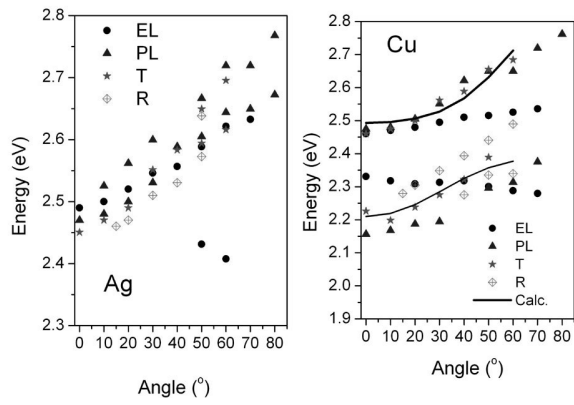 2.8
2.7
2.6
2.5
2.4
2.3
Energy (eV)
EL
PL
T
R
Ag
0 10 20 30 40 50 60 70 80
Angle (°)
2.8
2.7
2.6
2.5
2.4
2.3
2.2
2.1
2.0
1.9
Energy (eV)
Cu
EL
PL
T
R
Calc.
0 10 20 30 40 50 60 70 80
Angle (°)